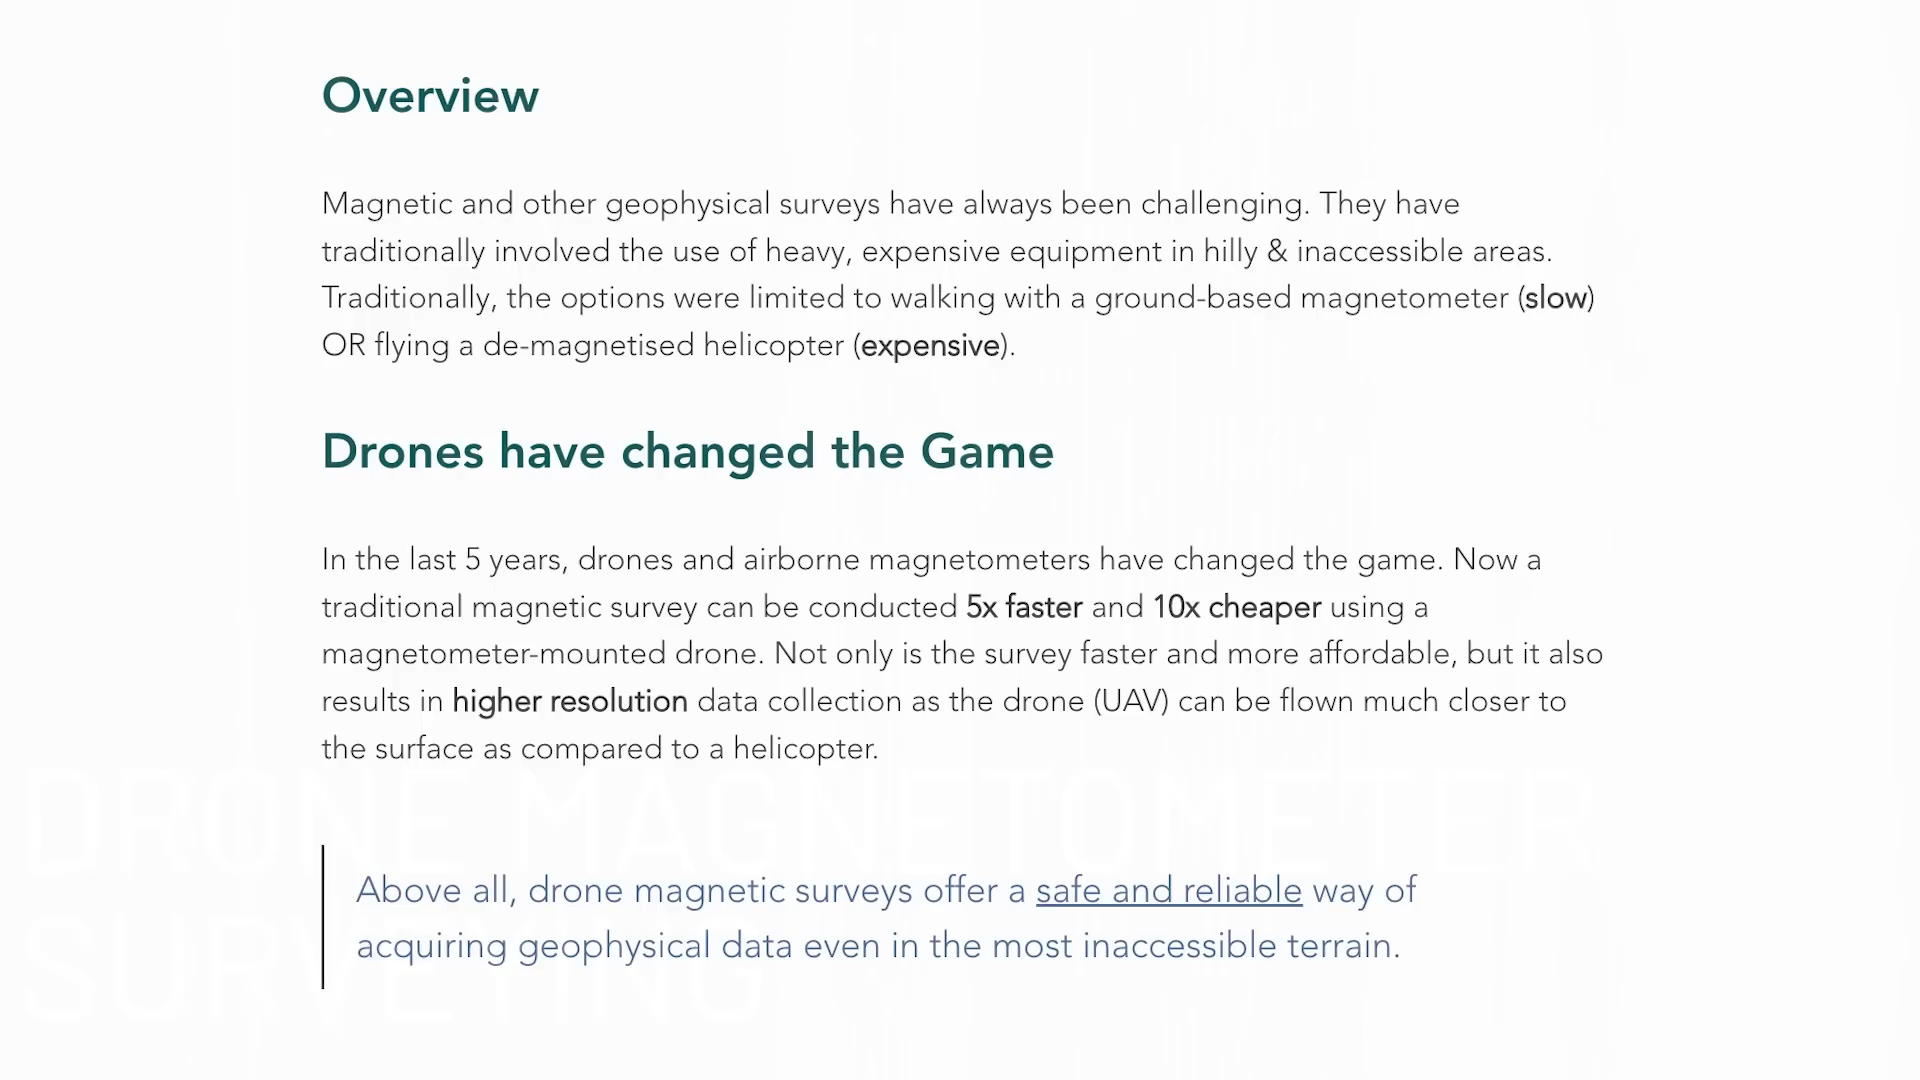 Overview
Magnetic and other geophysical surveys have always been challenging. They have
traditionally involved the use of heavy, expensive equipment in hilly & inaccessible areas.
Traditionally, the options were limited to walking with a ground-based magnetometer (slow)
OR flying a de-magnetised helicopter (expensive).
Drones have changed the Game
In the last 5 years, drones and airborne magnetometers have changed the game. Now a
traditional magnetic survey can be conducted 5x faster and 10x cheaper using a
magnetometer-mounted drone. Not only is the survey faster and more affordable, but it also
results in higher resolution data collection as the drone (UAV) can be flown much closer to
the surface as compared to a helicopter.
DRONE MAGNETOMETER
SURVEYING
Above all, drone magnetic surveys offer a safe and reliable way of
acquiring geophysical data even in the most inaccessible terrain.